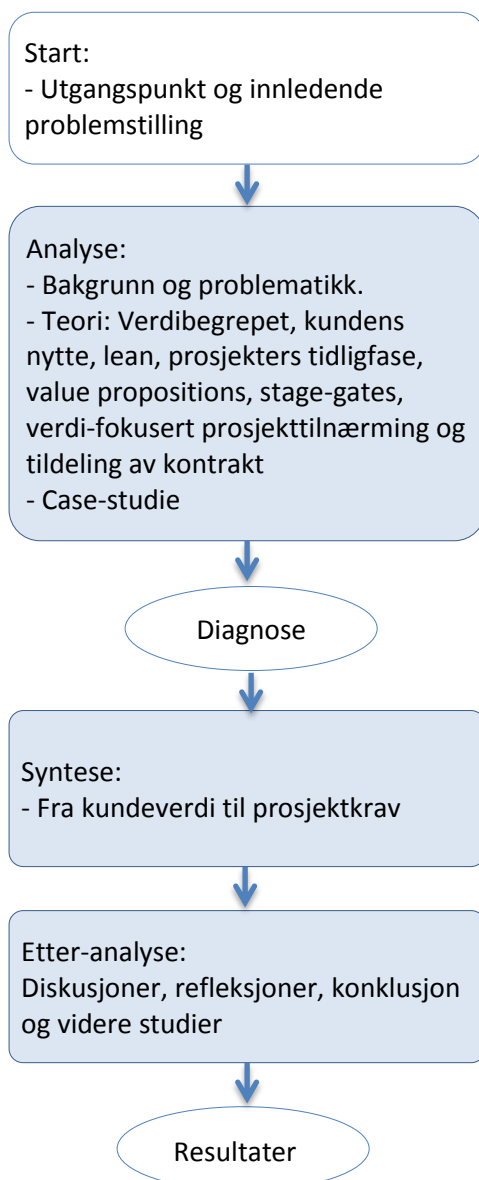 Start:
- Utgangspunkt og innledende
problemstilling
Analyse:
- Bakgrunn og problematikk.
- Teori: Verdibegrepet, kundens
nytte, lean, prosjekters tidligfase,
value propositions, stage-gates,
verdi-fokusert prosjekttilnærming og
tildeling av kontrakt
- Case-studie
Diagnose
Syntese:
- Fra kundeverdi til prosjektkrav
Etter-analyse:
Diskusjoner, refleksjoner, konklusjon
og videre studier
Resultater